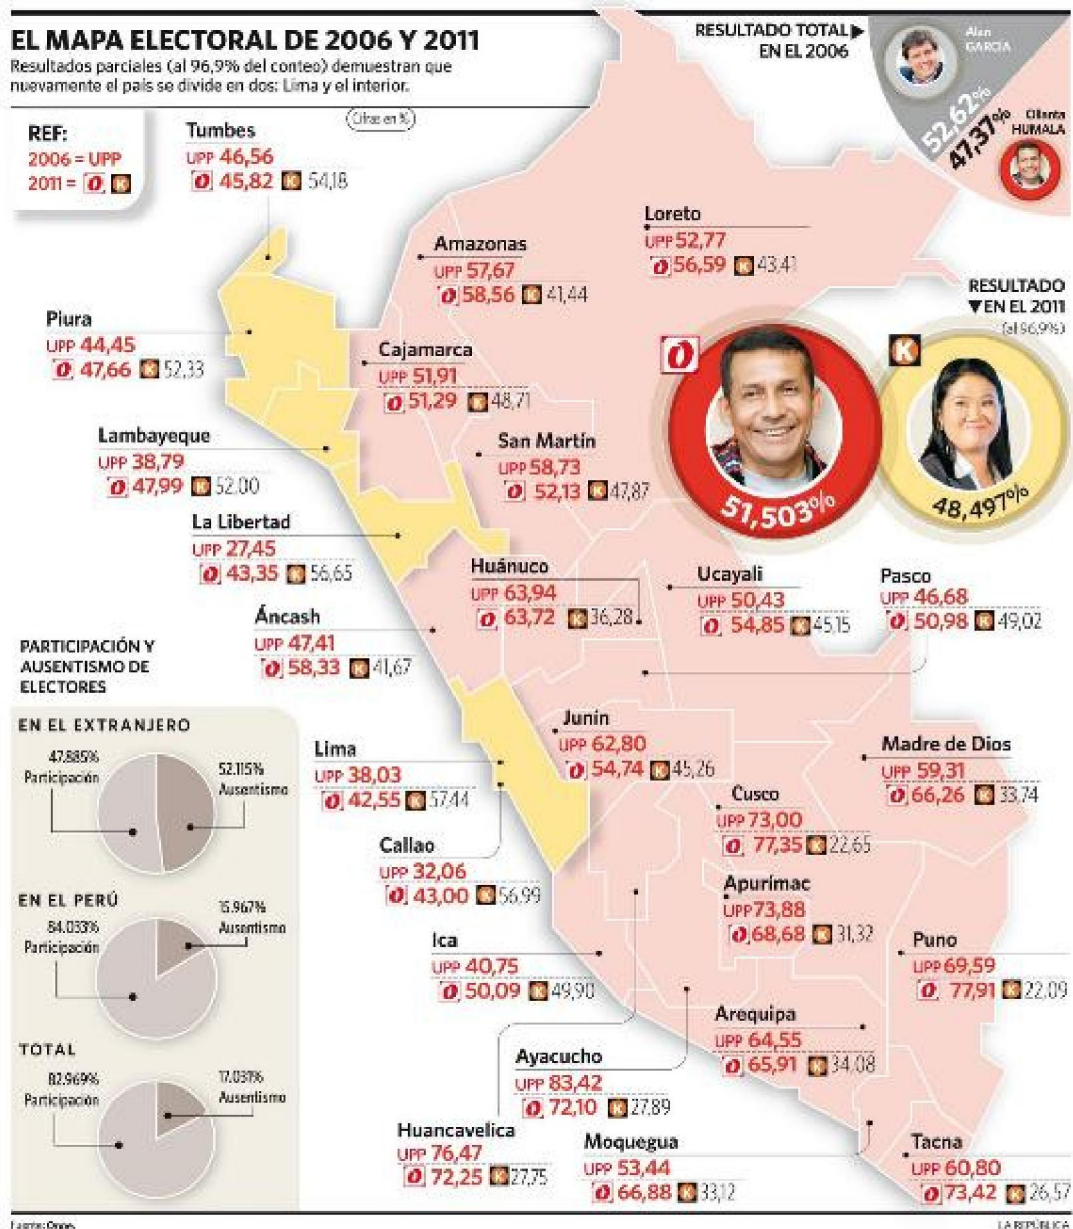 EL MAPA ELECTORAL DE 2006 Y 2011
Resultados parciales (al 96,9% del conteo) demuestran que
nuevamente el país se divide en dos: Lima y el interior.
(Cifras en %)
REF:
2006 = UPP
2011 = O K
RESULTADO TOTAL
EN EL 2006
Alan
GARCÍA
52,62%
47,37%
Ollanta
HUMALA
Tumbes
UPP 46,56
O 45,82 K 54,18
Loreto
UPP 52,77
O 56,59 K 43,41
Amazonas
UPP 57,67
O 58,56 K 41,44
RESULTADO
EN EL 2011
(al 96,9%)
O
K
51,503%
48,497%
Piura
UPP 44,45
O 47,66 K 52,33
Cajamarca
UPP 51,91
O 51,29 K 48,71
Lambayeque
UPP 38,79
O 47,99 K 52,00
San Martín
UPP 58,73
O 52,13 K 47,87
La Libertad
UPP 27,45
O 43,35 K 56,65
Huánuco
UPP 63,94
O 63,72 K 36,28
Ucayali
UPP 50,43
O 54,85 K 45,15
Pasco
UPP 46,68
O 50,98 K 49,02
Áncash
UPP 47,41
O 58,33 K 41,67
Junín
UPP 62,80
O 54,74 K 45,26
Lima
UPP 38,03
O 42,55 K 57,44
Madre de Dios
UPP 59,31
O 66,26 K 33,74
Cusco
UPP 73,00
O 77,35 K 22,65
Callao
UPP 32,06
O 43,00 K 56,99
Apurímac
UPP 73,88
O 68,68 K 31,32
Ica
UPP 40,75
O 50,09 K 49,90
Puno
UPP 69,59
O 77,91 K 22,09
Arequipa
UPP 64,55
O 65,91 K 34,08
Ayacucho
UPP 83,42
O 72,10 K 27,89
Huancavelica
UPP 76,47
O 72,25 K 27,75
Moquegua
UPP 53,44
O 66,88 K 33,12
Tacna
UPP 60,80
O 73,42 K 26,57
PARTICIPACIÓN Y
AUSENTISMO DE
ELECTORES
EN EL EXTRANJERO
47.885%
Participación
52.115%
Ausentismo
EN EL PERÚ
84.033%
Participación
15.967%
Ausentismo
TOTAL
82.969%
Participación
17.031%
Ausentismo
Fuente: Onpe.
LA REPÚBLICA